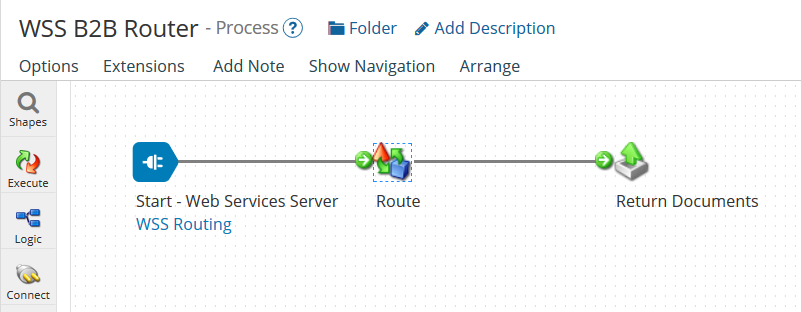 WSS B2B Router - Process ? Folder Add Description
Options Extensions Add Note Show Navigation Arrange
Shapes
Execute
Logic
Connect
Start - Web Services Server
WSS Routing
Route
Return Documents